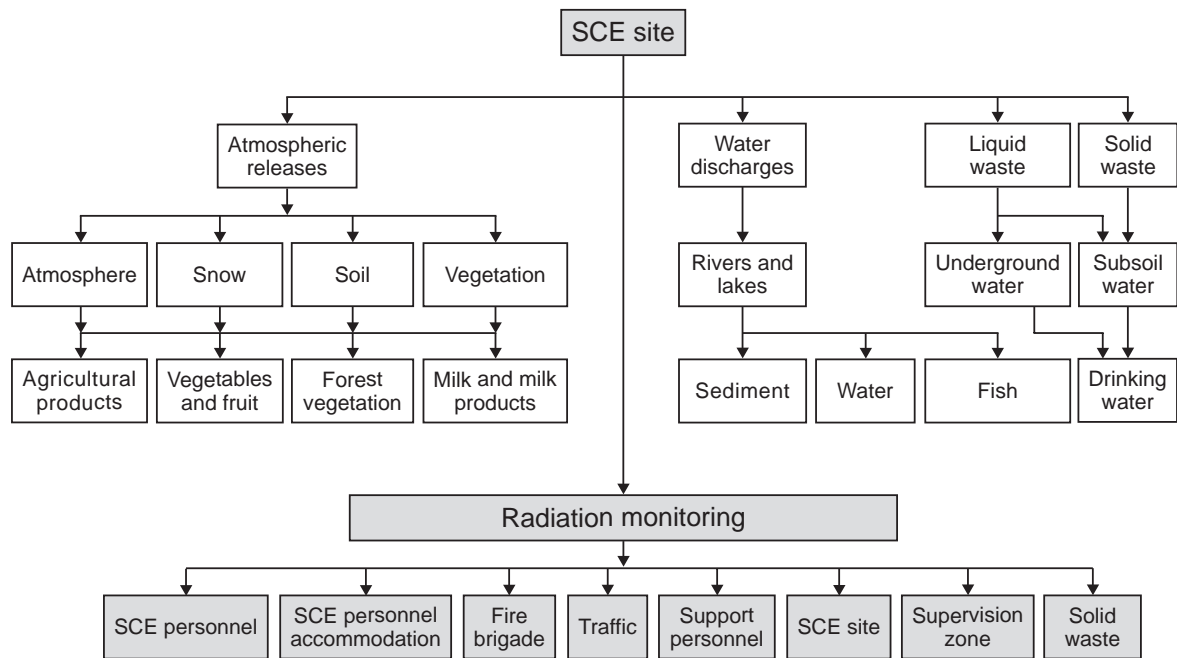 SCE site
Atmospheric
releases
Water
discharges
Liquid
waste
Solid
waste
Atmosphere
Snow
Soil
Vegetation
Rivers and
lakes
Underground
water
Subsoil
water
Agricultural
products
Vegetables
and fruit
Forest
vegetation
Milk and milk
products
Sediment
Water
Fish
Drinking
water
Radiation monitoring
SCE personnel
SCE personnel
accommodation
Fire
brigade
Traffic
Support
personnel
SCE site
Supervision
zone
Solid
waste